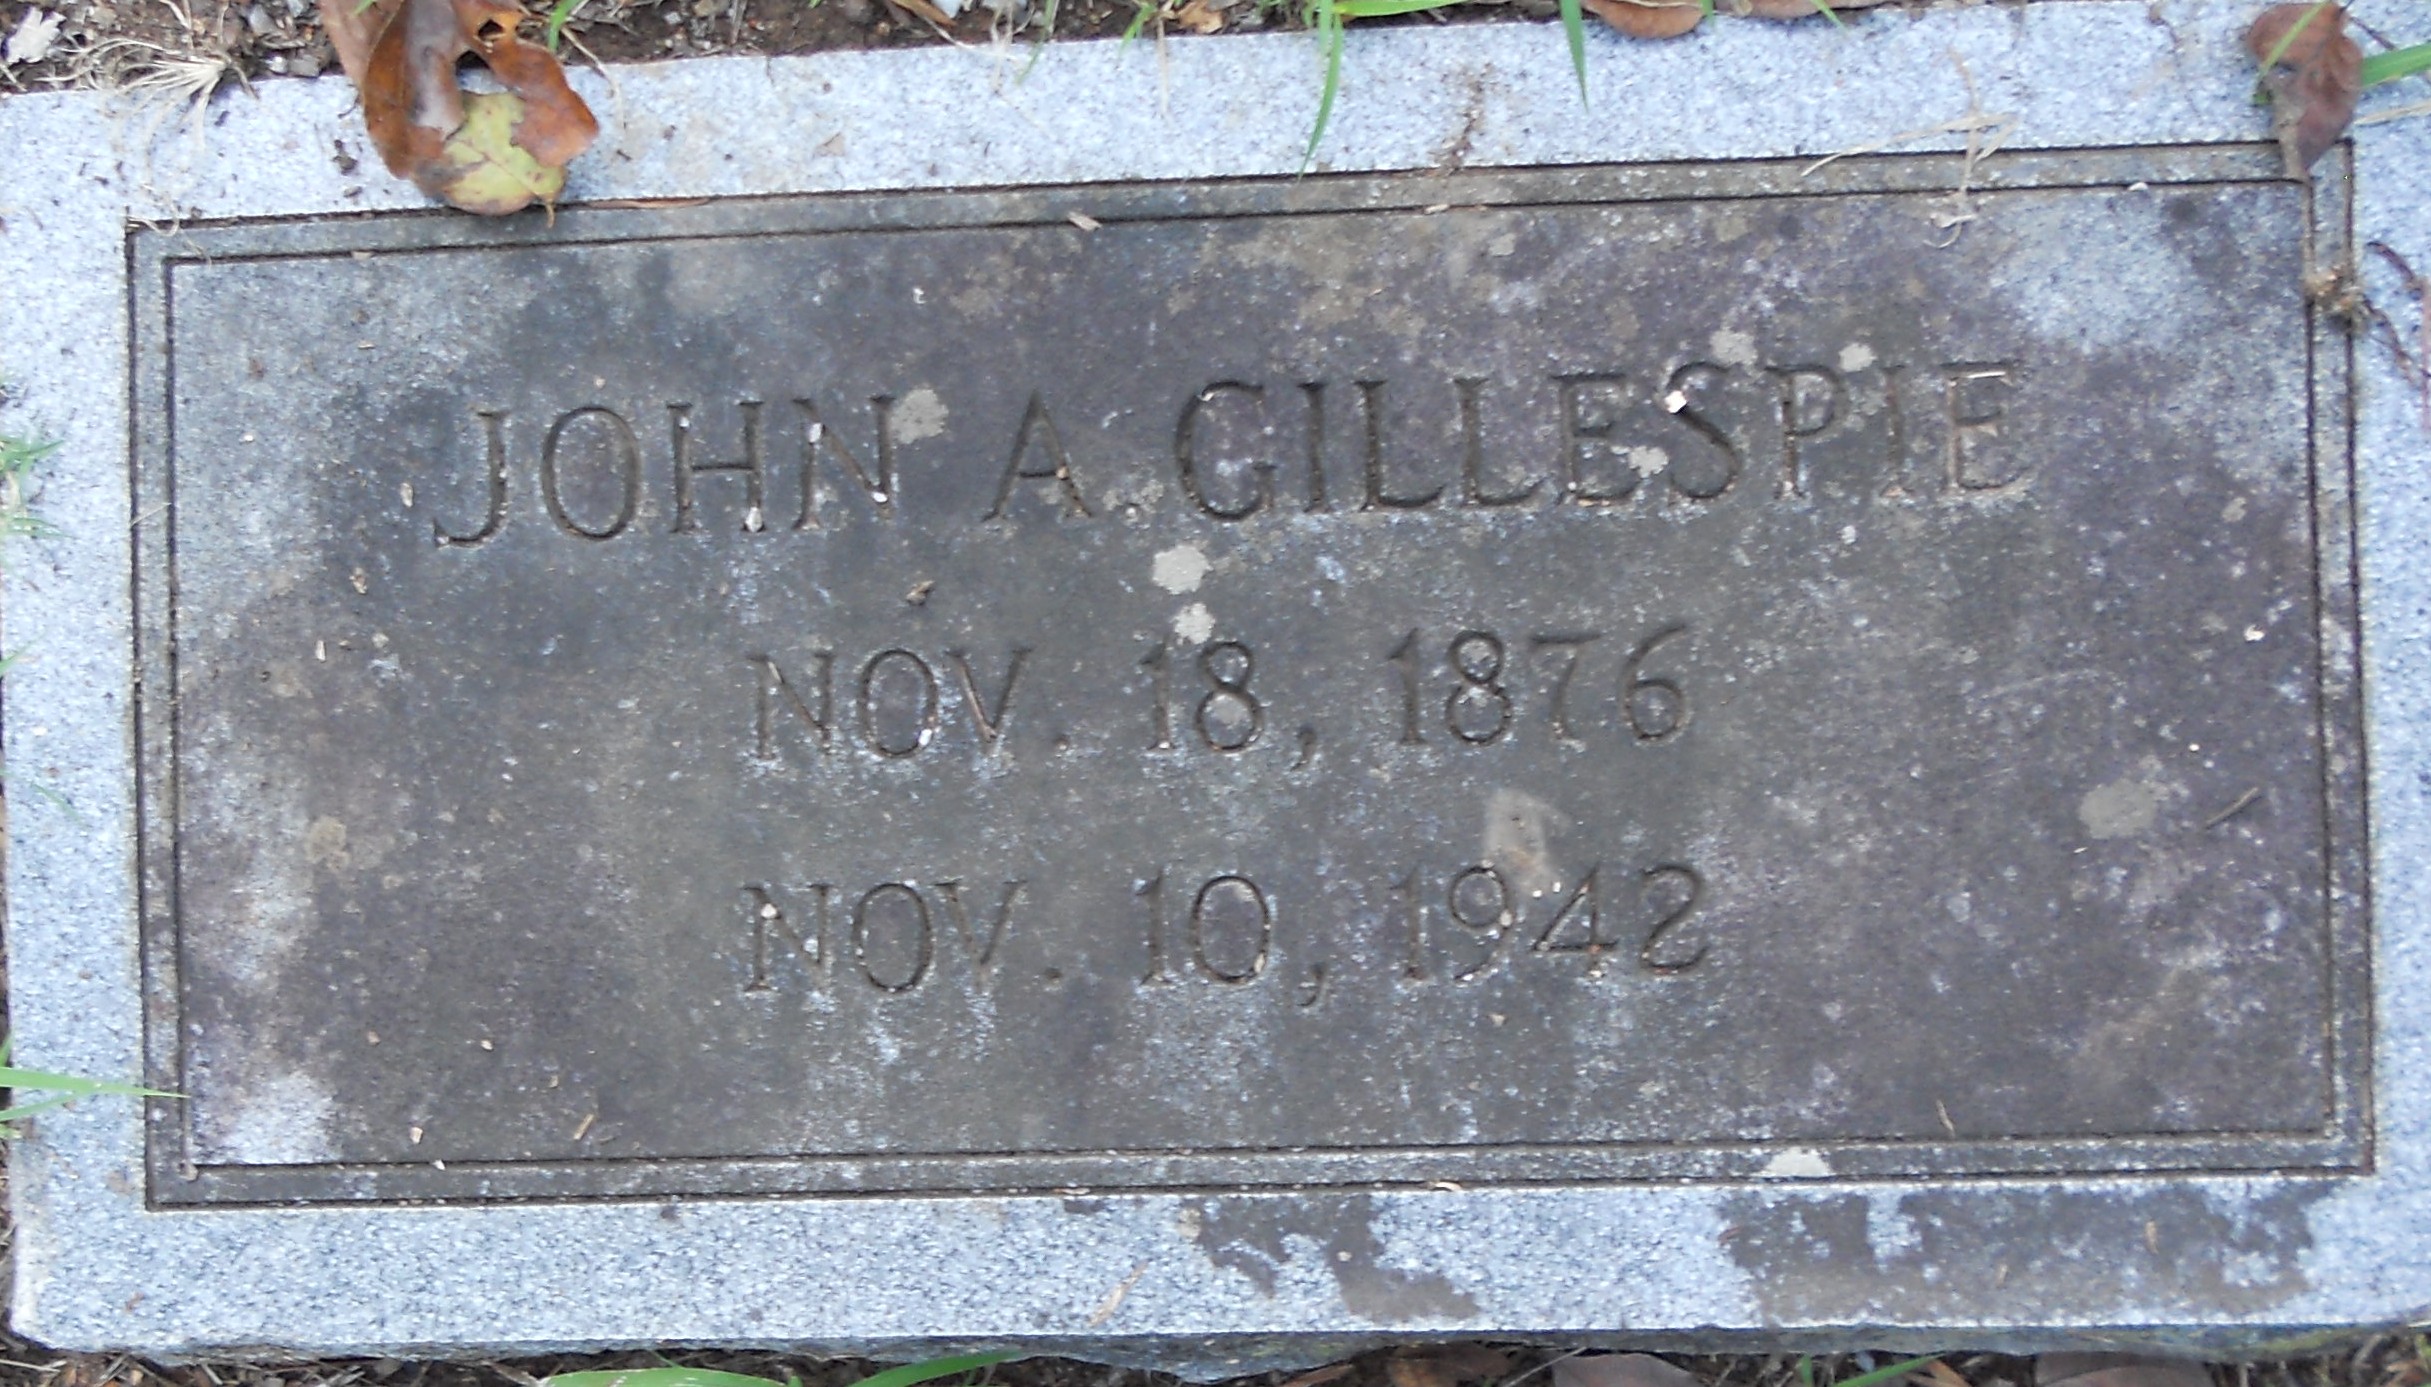 JOHN A. GILLESPIE
NOV. 18, 1876
NOV. 10, 1942